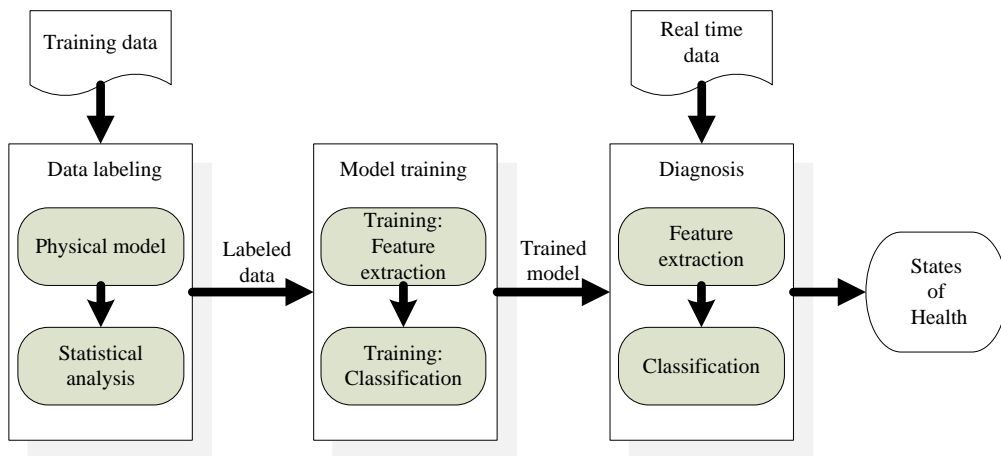 Training data
Real time
data
Data labeling
Physical model
Statistical
analysis
Labeled
data
Model training
Training:
Feature
extraction
Training:
Classification
Trained
model
Diagnosis
Feature
extraction
Classification
States
of
Health